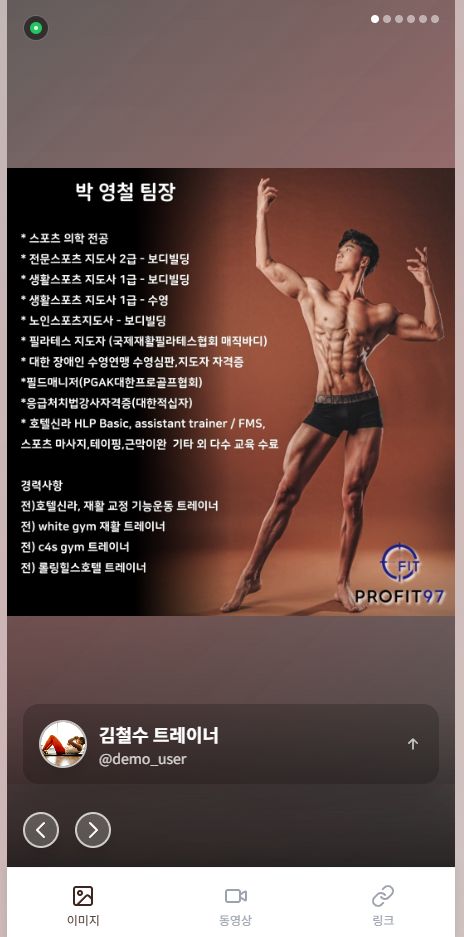 박 영철 팀장
* 스포츠 의학 전공
* 전문스포츠 지도사 2급 - 보디빌딩
* 생활스포츠 지도사 1급 - 보디빌딩
* 생활스포츠 지도사 1급 - 수영
* 노인스포츠지도사 - 보디빌딩
* 필라테스 지도자 (국제재활필라테스협회 매직바디)
* 대한 장애인 수영연맹 수영심판,지도자 자격증
*필드매니저(PGAK대한프로골프협회)
*응급처치법강사자격증(대한적십자)
* 호텔신라 HLP Basic, assistant trainer / FMS,
스포츠 마사지,테이핑,근막이완 기타 외 다수 교육 수료
경력사항
전)호텔신라, 재활 교정 기능운동 트레이너
전) white gym 재활 트레이너
전) c4s gym 트레이너
전) 롤링힐스호텔 트레이너
FIT
PROFIT97
김철수 트레이너
@demo_user
이미지 동영상 링크